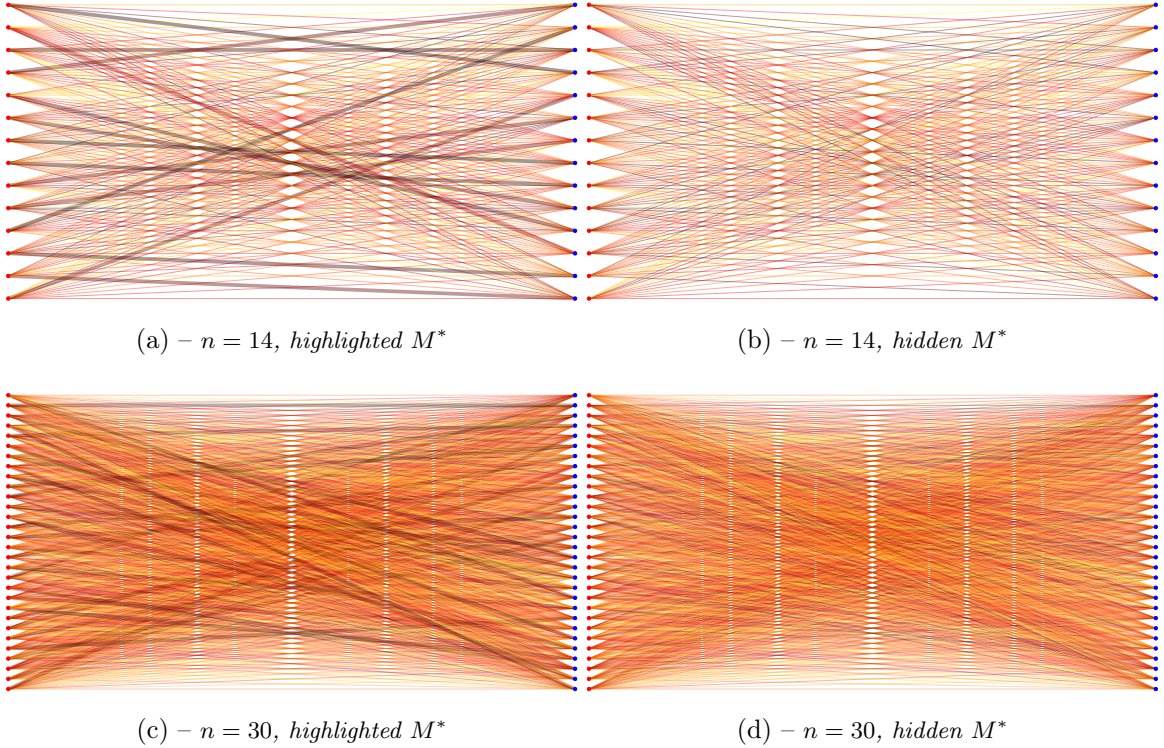 (a) – n = 14, highlighted M*
(b) – n = 14, hidden M*
(c) – n = 30, highlighted M*
(d) – n = 30, hidden M*